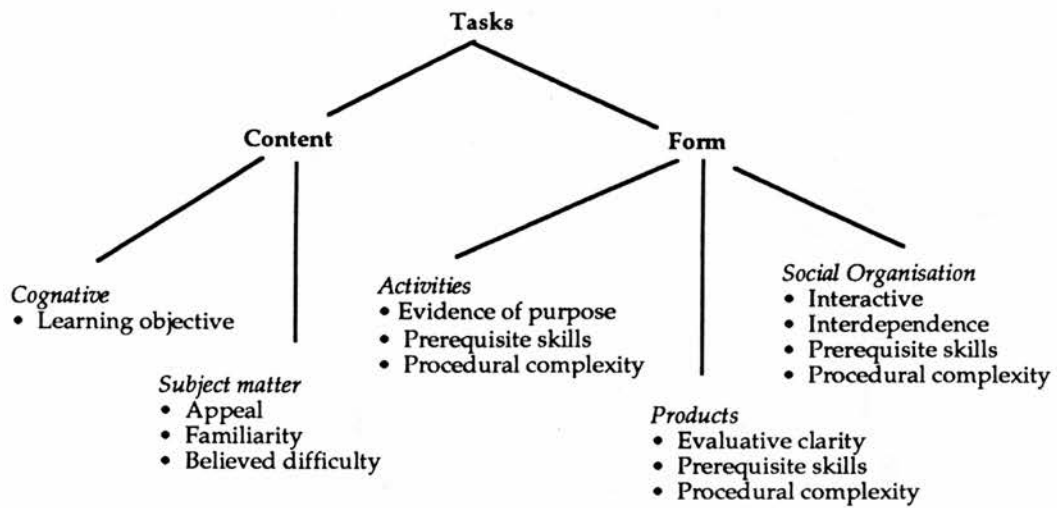 Tasks
Content
Form
Cognative
• Learning objective
Subject matter
• Appeal
• Familiarity
• Believed difficulty
Activities
• Evidence of purpose
• Prerequisite skills
• Procedural complexity
Products
• Evaluative clarity
• Prerequisite skills
• Procedural complexity
Social Organisation
• Interactive
• Interdependence
• Prerequisite skills
• Procedural complexity